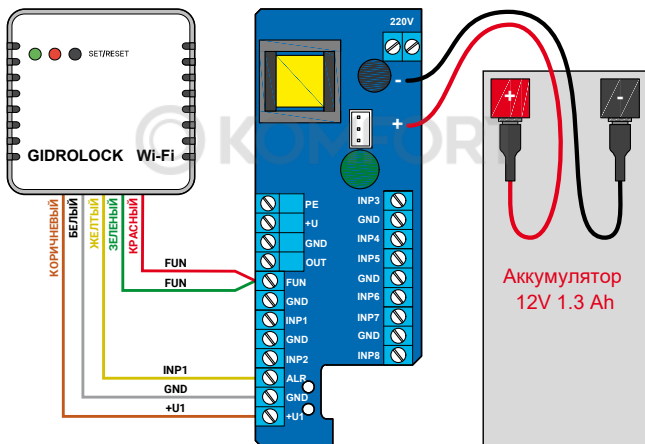 SET/RESET
GIDROLOCK Wi-Fi
КОРИЧНЕВЫЙ
БЕЛЫЙ
ЖЕЛТЫЙ
ЗЕЛЕНЫЙ
КРАСНЫЙ
FUN
FUN
INP1
GND
+U1
220V
-
+
PE
+U
GND
OUT
FUN
GND
INP1
GND
INP2
ALR
GND
+U1
INP3
GND
INP4
INP5
GND
INP6
INP7
GND
INP8
+
-
Аккумулятор
12V 1.3 Ah
© KOMFORT